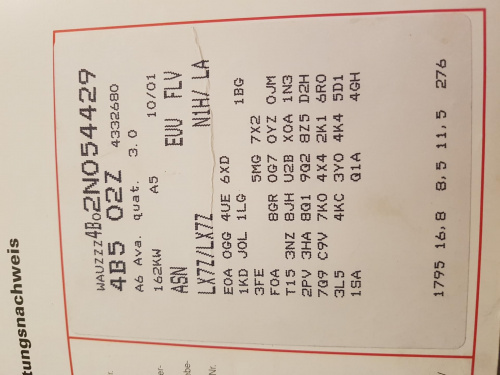 tungsnachweis
WAUZZZ4B02N054429
4B5 02Z 4332680
A6 Ava. quat. 3.0
162KW A5 10/01
ASN EUU FLV
LX7Z/LX7Z N1H/ LA
E0A 0GG 4UE 6XD
1KD J0L 1LG 1BG
3FE 5MG 7X2
F0A 8GR 0G7 0YZ 0JM
T15 3NZ 8JH U2B X0A 1N3
2PV 3HA 8Q1 9Q2 8Z5 D2H
7Q9 C9V 7K0 4X4 2K1 6R0
3L5 4KC 3Y0 4K4 5D1
1SA Q1A 4GH
1795 16,8 8,5 11,5 276